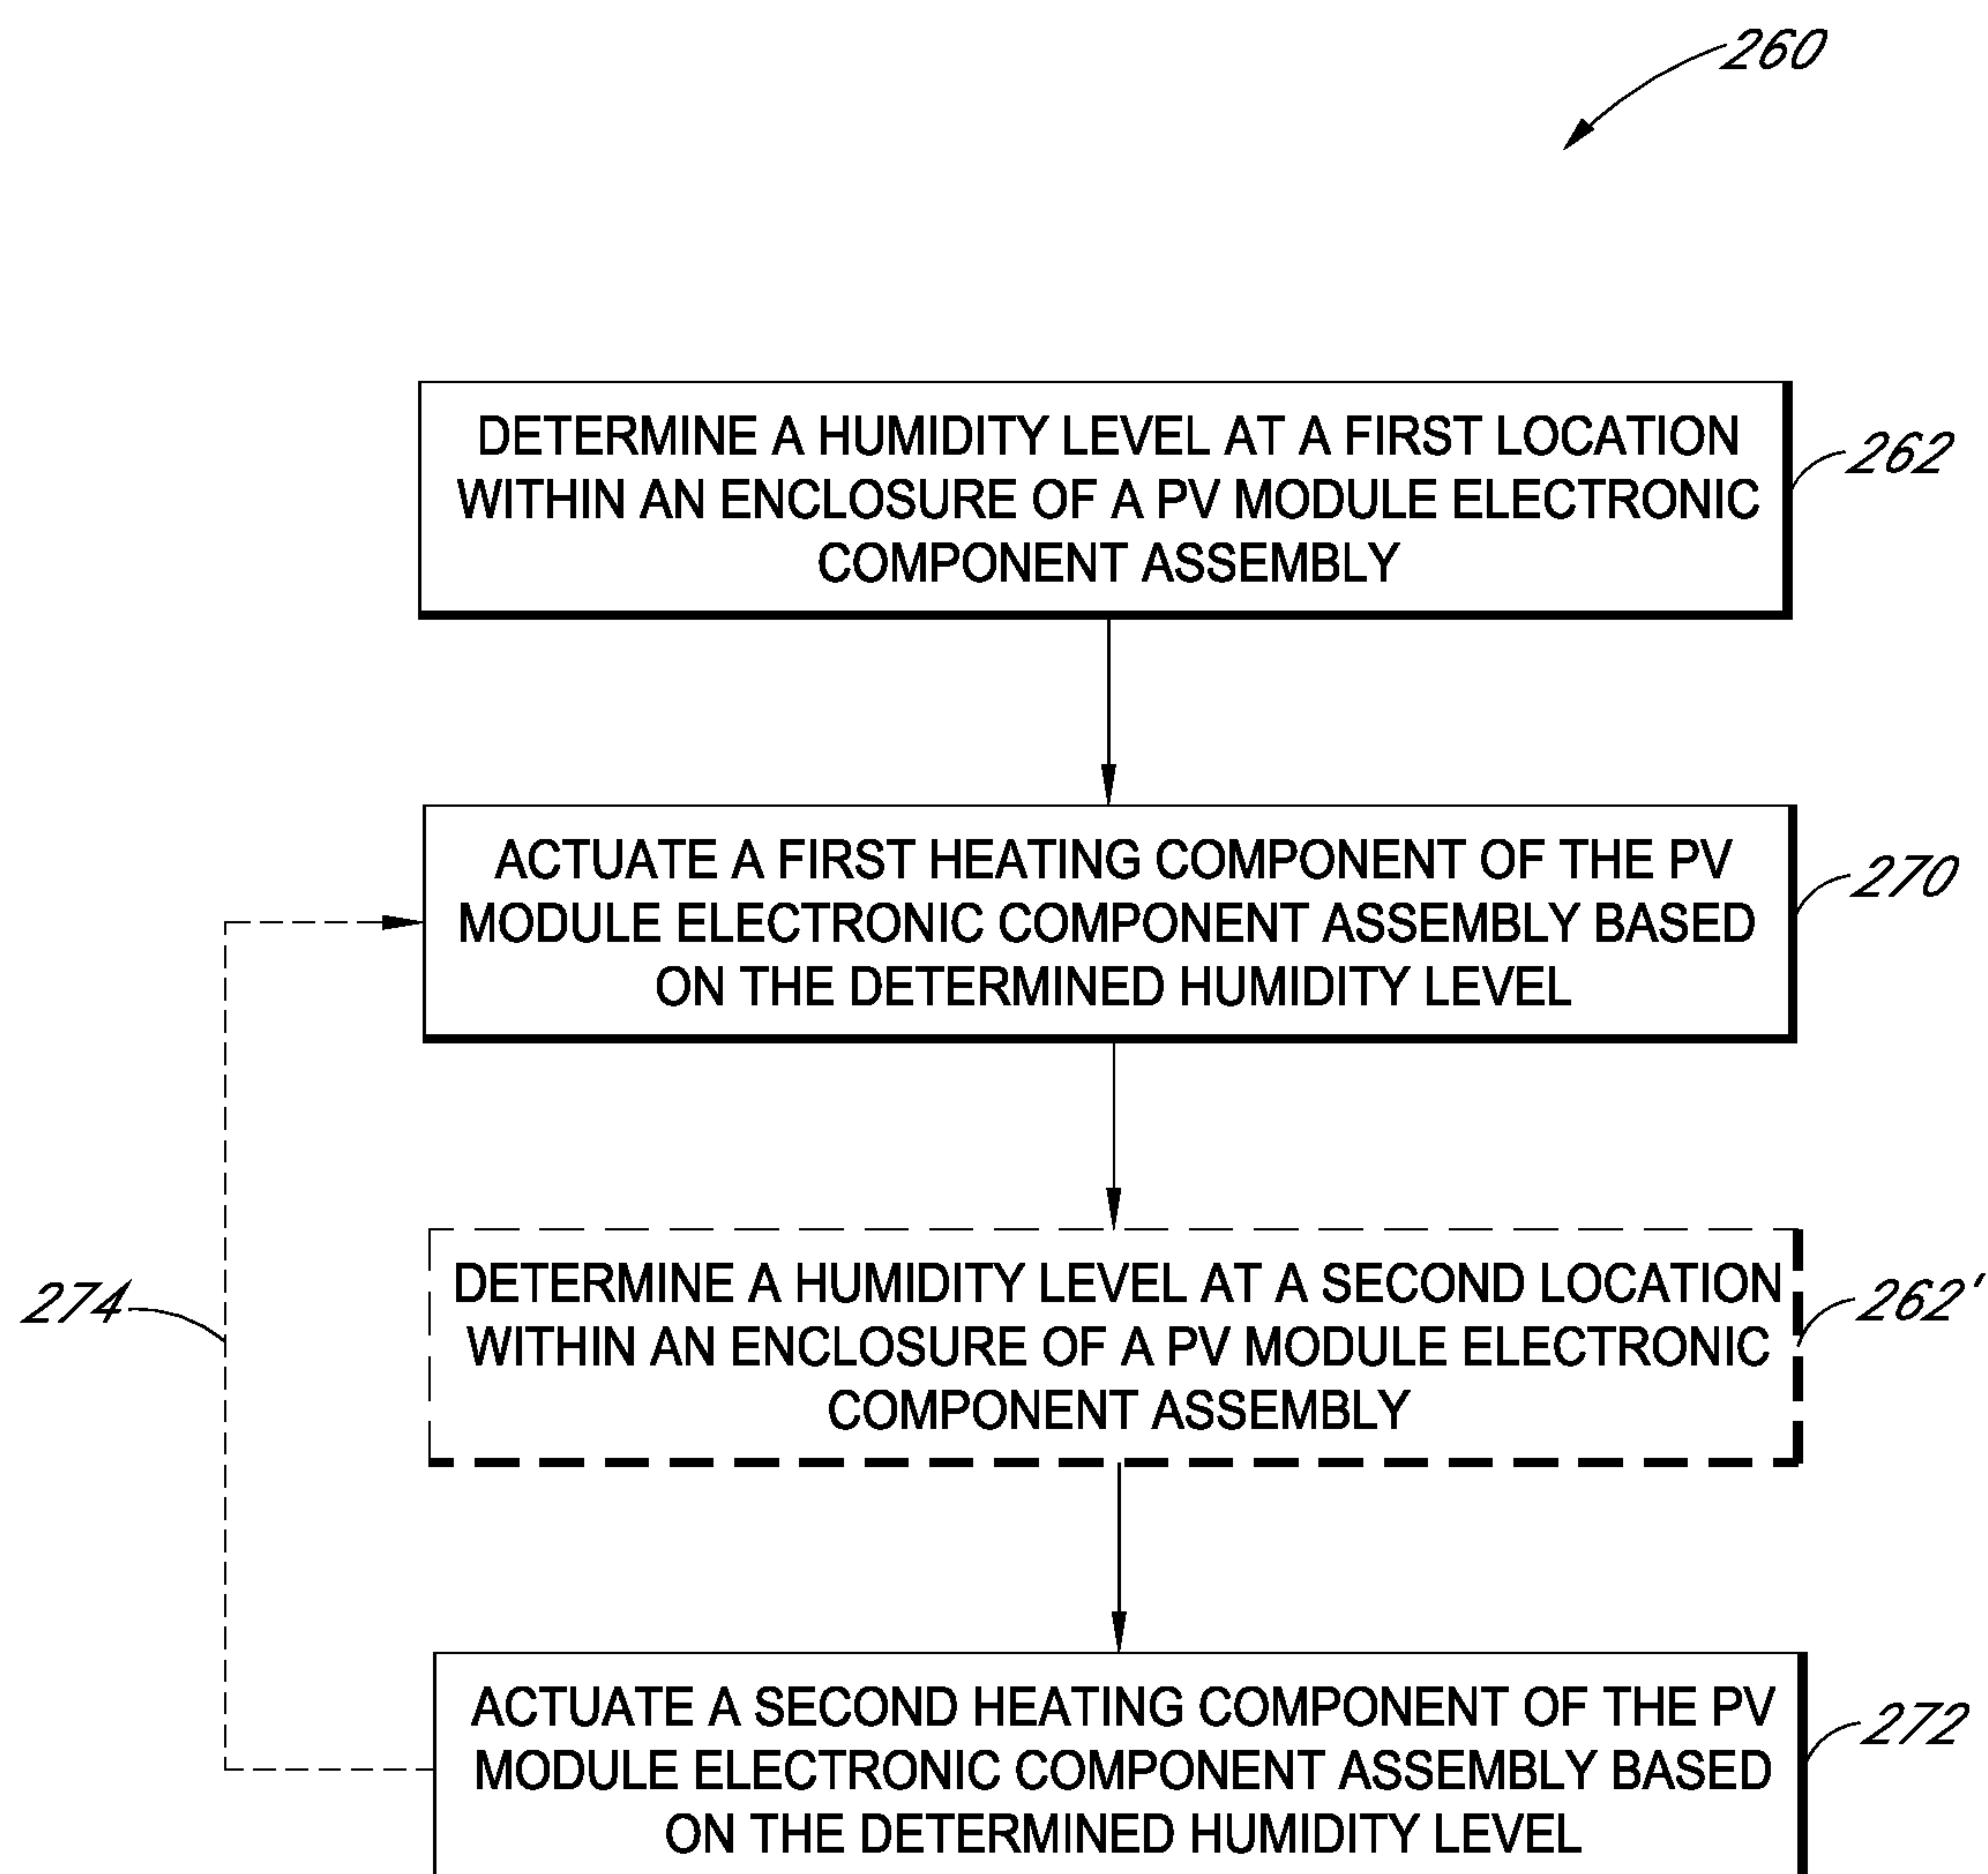 260
DETERMINE A HUMIDITY LEVEL AT A FIRST LOCATION
WITHIN AN ENCLOSURE OF A PV MODULE ELECTRONIC
COMPONENT ASSEMBLY
262
ACTUATE A FIRST HEATING COMPONENT OF THE PV
MODULE ELECTRONIC COMPONENT ASSEMBLY BASED
ON THE DETERMINED HUMIDITY LEVEL
270
DETERMINE A HUMIDITY LEVEL AT A SECOND LOCATION
WITHIN AN ENCLOSURE OF A PV MODULE ELECTRONIC
COMPONENT ASSEMBLY
262'
274
ACTUATE A SECOND HEATING COMPONENT OF THE PV
MODULE ELECTRONIC COMPONENT ASSEMBLY BASED
ON THE DETERMINED HUMIDITY LEVEL
272